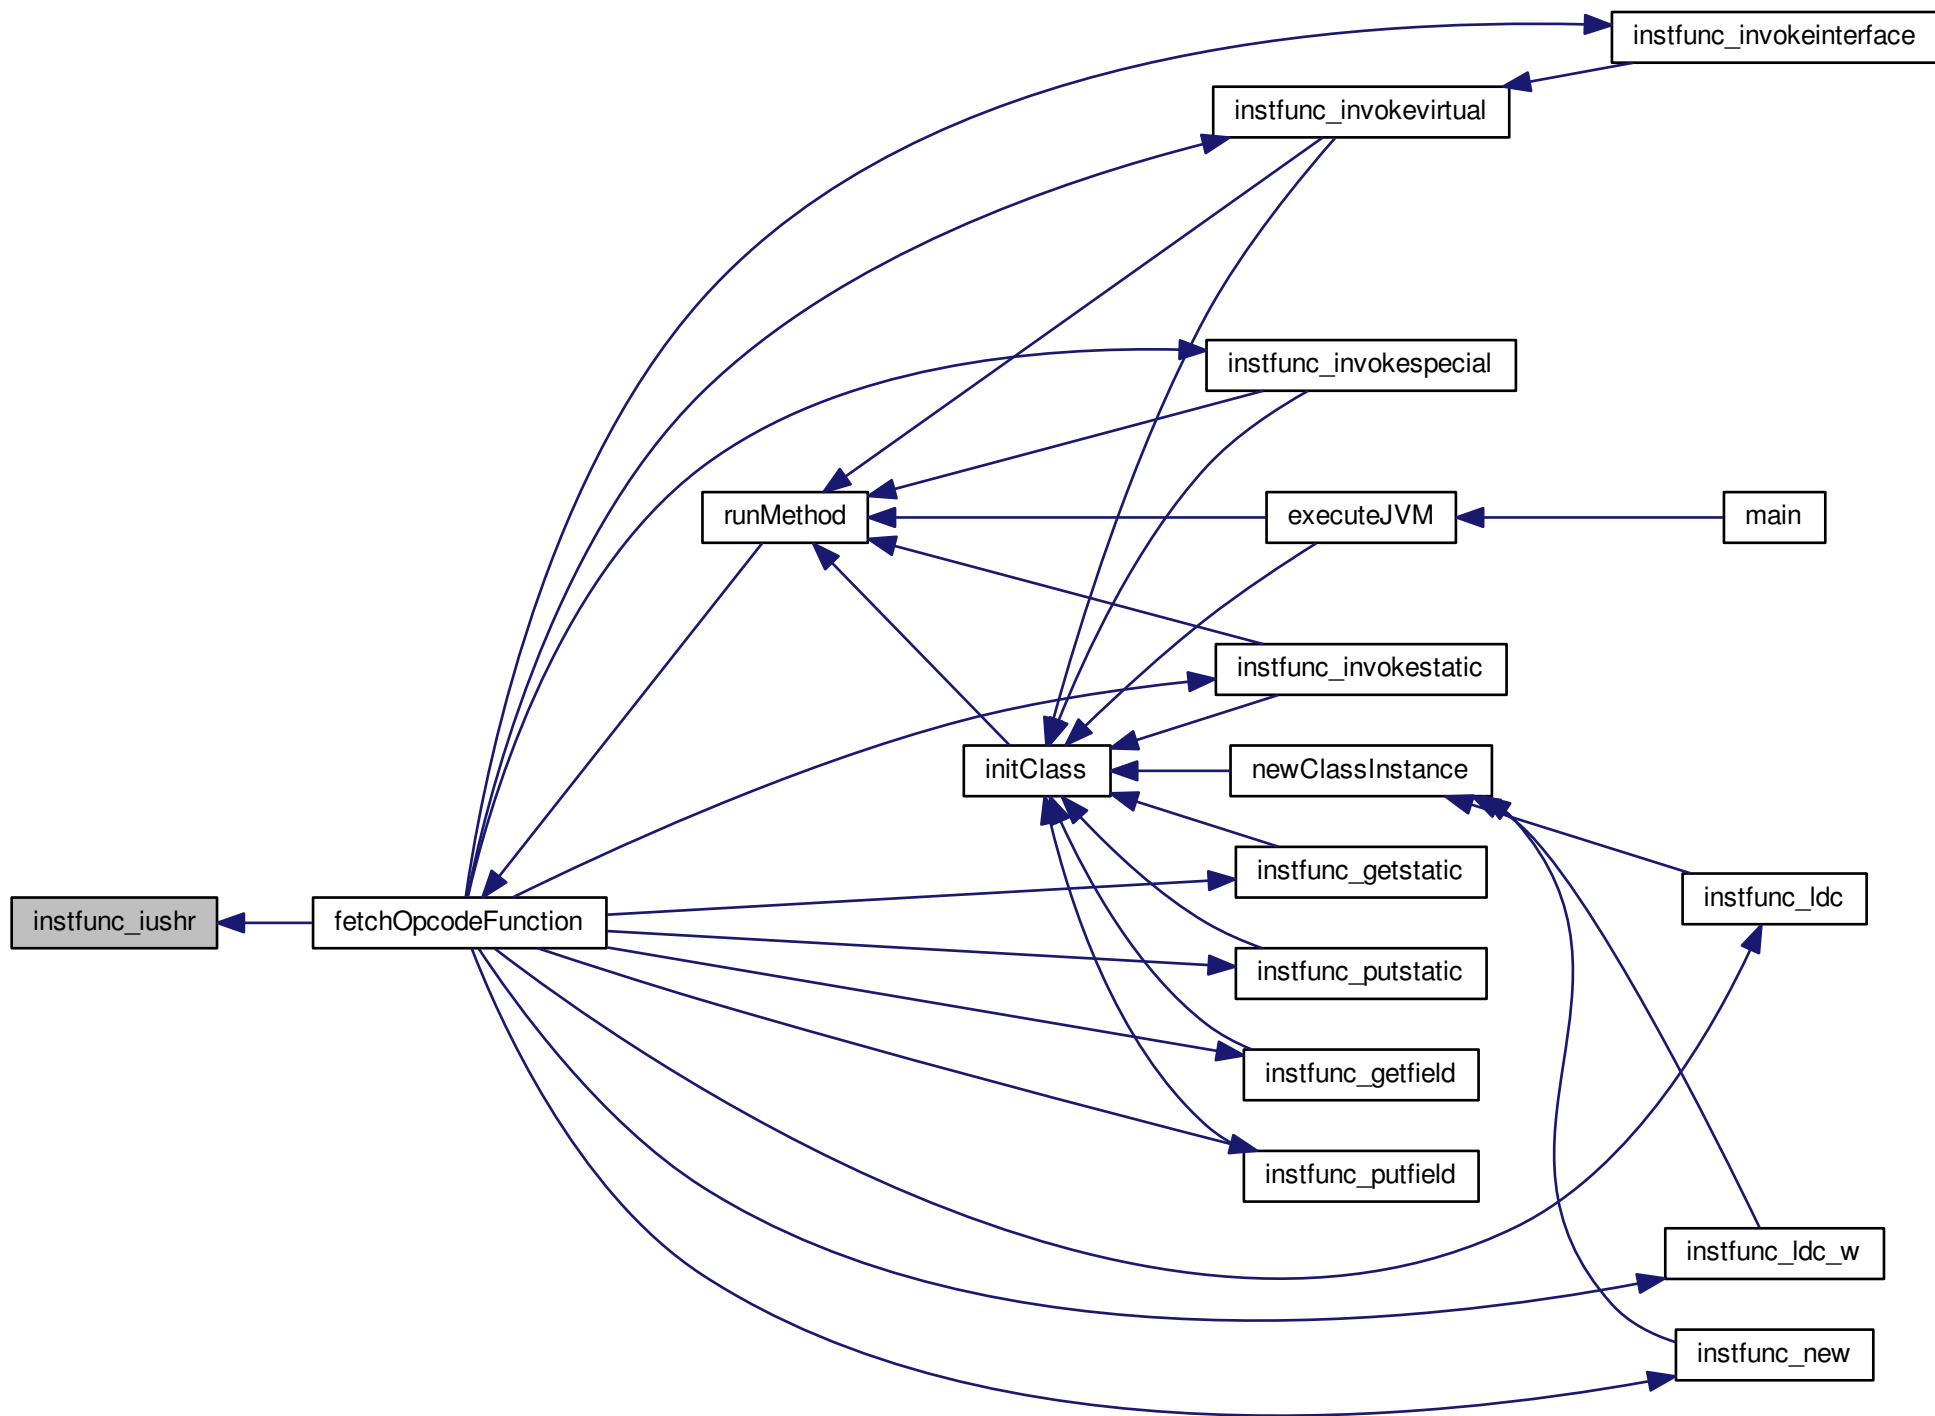 instfunc_invokeinterface
instfunc_invokevirtual
instfunc_invokespecial
runMethod
executeJVM
main
instfunc_invokestatic
initClass
newClassInstance
instfunc_getstatic
instfunc_ldc
instfunc_iushr
fetchOpcodeFunction
instfunc_putstatic
instfunc_getfield
instfunc_putfield
instfunc_ldc_w
instfunc_new